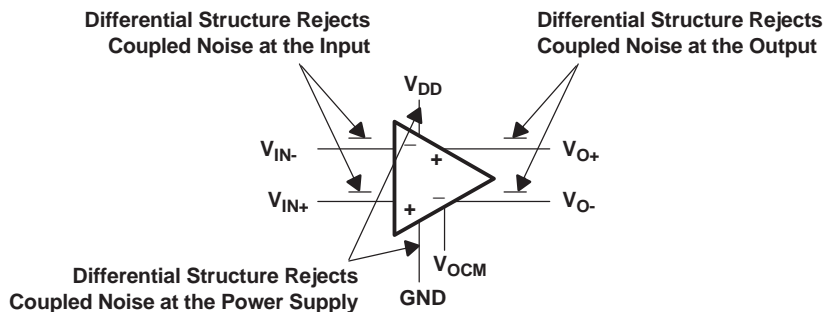 Differential Structure Rejects
Coupled Noise at the Input
Differential Structure Rejects
Coupled Noise at the Output
VDD
VIN-
VO+
VIN+
VO-
− +
+ −
VOCM
Differential Structure Rejects
Coupled Noise at the Power Supply
GND